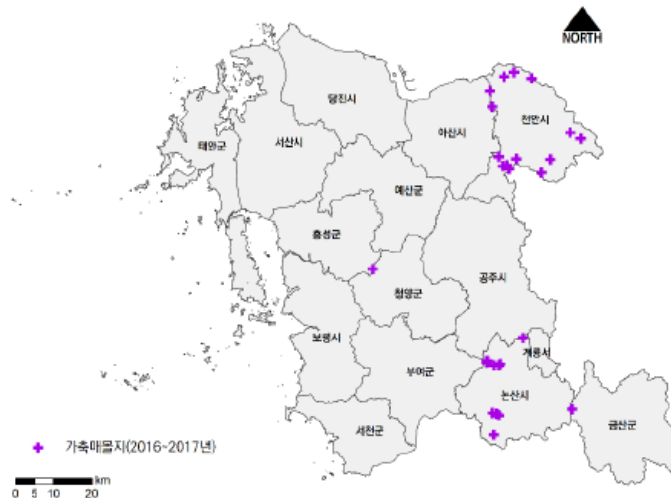 NORTH
당진시
아산시
천안시
태안군
서산시
예산군
홍성군
공주시
청양군
보령시
계룡시
부여군
논산시
서천군
금산군
가축매몰지(2016~2017년)
km
0 5 10 20